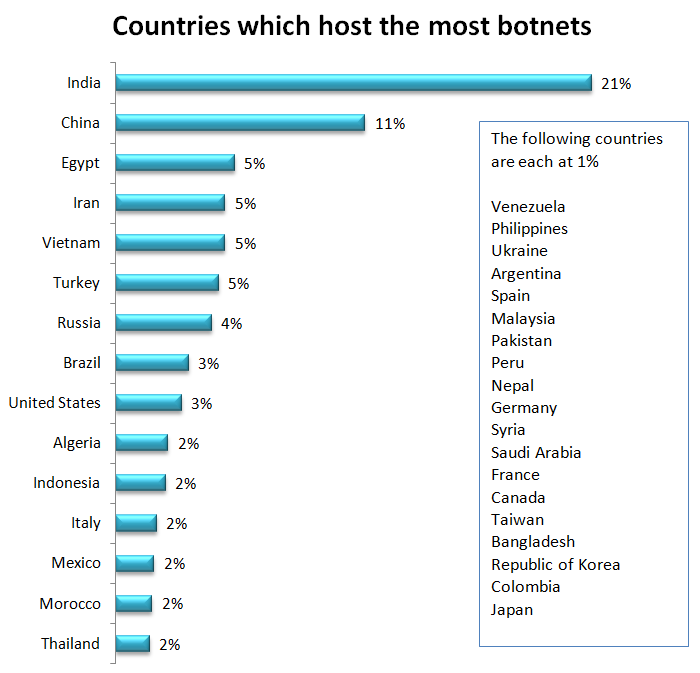 Countries which host the most botnets
India 21%
China 11%
Egypt 5%
Iran 5%
Vietnam 5%
Turkey 5%
Russia 4%
Brazil 3%
United States 3%
Algeria 2%
Indonesia 2%
Italy 2%
Mexico 2%
Morocco 2%
Thailand 2%
The following countries
are each at 1%
Venezuela
Philippines
Ukraine
Argentina
Spain
Malaysia
Pakistan
Peru
Nepal
Germany
Syria
Saudi Arabia
France
Canada
Taiwan
Bangladesh
Republic of Korea
Colombia
Japan